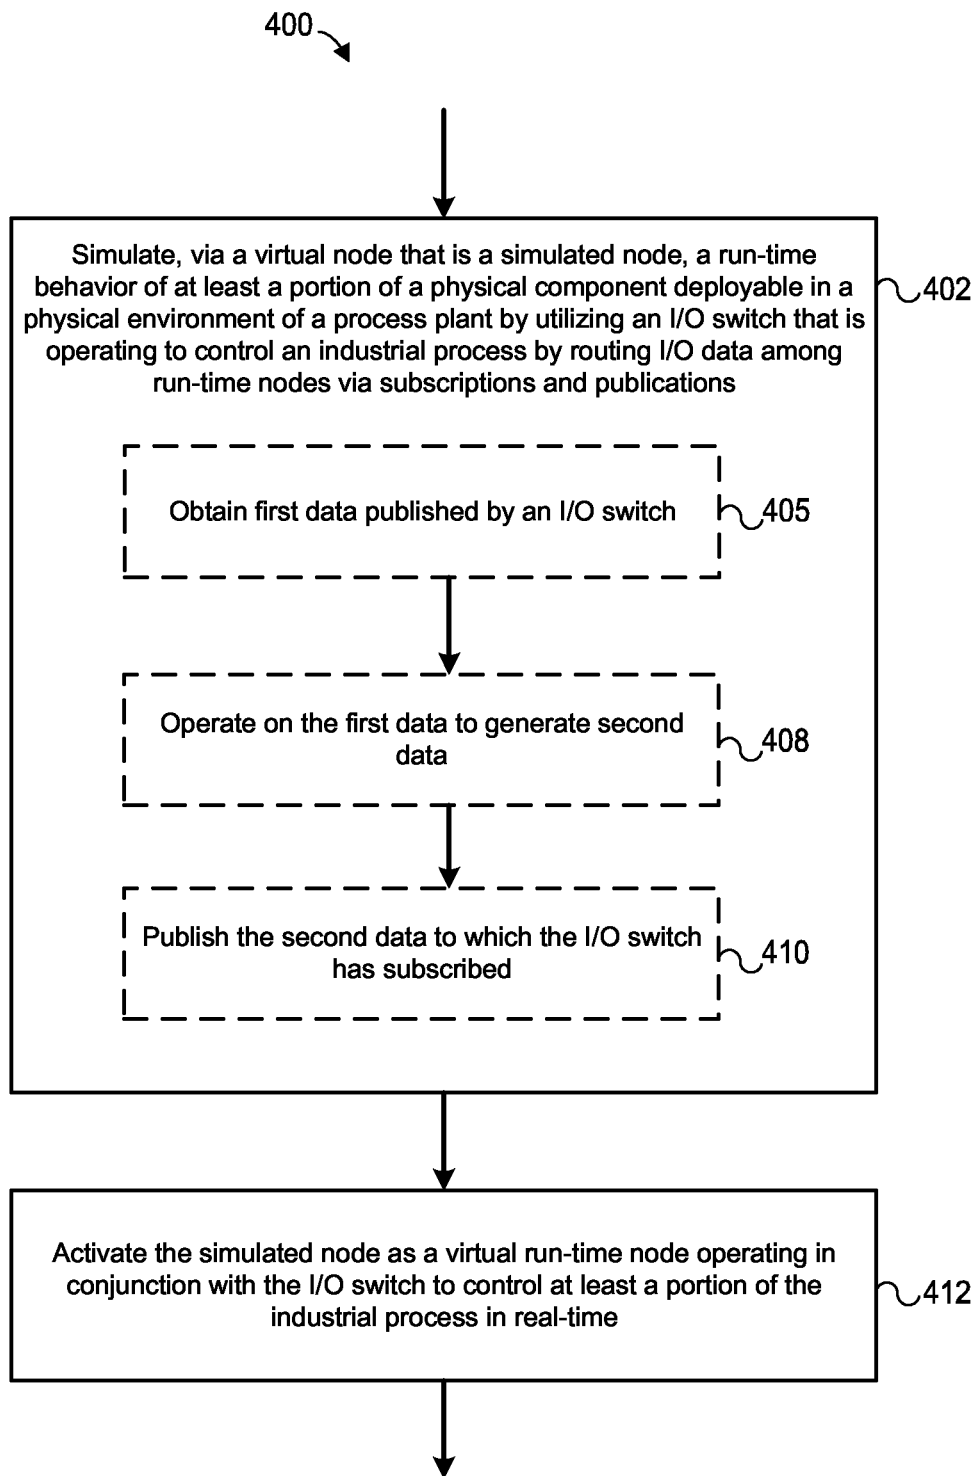 400
Simulate, via a virtual node that is a simulated node, a run-time
behavior of at least a portion of a physical component deployable in a
physical environment of a process plant by utilizing an I/O switch that is
operating to control an industrial process by routing I/O data among
run-time nodes via subscriptions and publications
402
Obtain first data published by an I/O switch
405
Operate on the first data to generate second
data
408
Publish the second data to which the I/O switch
has subscribed
410
Activate the simulated node as a virtual run-time node operating in
conjunction with the I/O switch to control at least a portion of the
industrial process in real-time
412